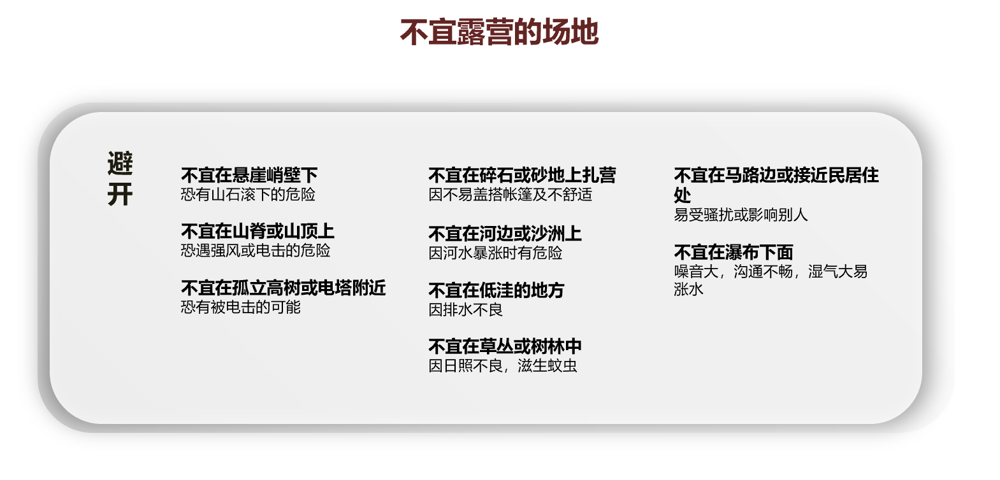 不宜露营的场地
避
开
不宜在悬崖峭壁下
恐有山石滚下的危险
不宜在山脊或山顶上
恐遇强风或电击的危险
不宜在孤立高树或电塔附近
恐有被电击的可能
不宜在碎石或砂地上扎营
因不易盖搭帐篷及不舒适
不宜在河边或沙洲上
因河水暴涨时有危险
不宜在低洼的地方
因排水不良
不宜在草丛或树林中
因日照不良，滋生蚊虫
不宜在马路边或接近民居住
处
易受骚扰或影响别人
不宜在瀑布下面
噪音大，沟通不畅，湿气大易
涨水